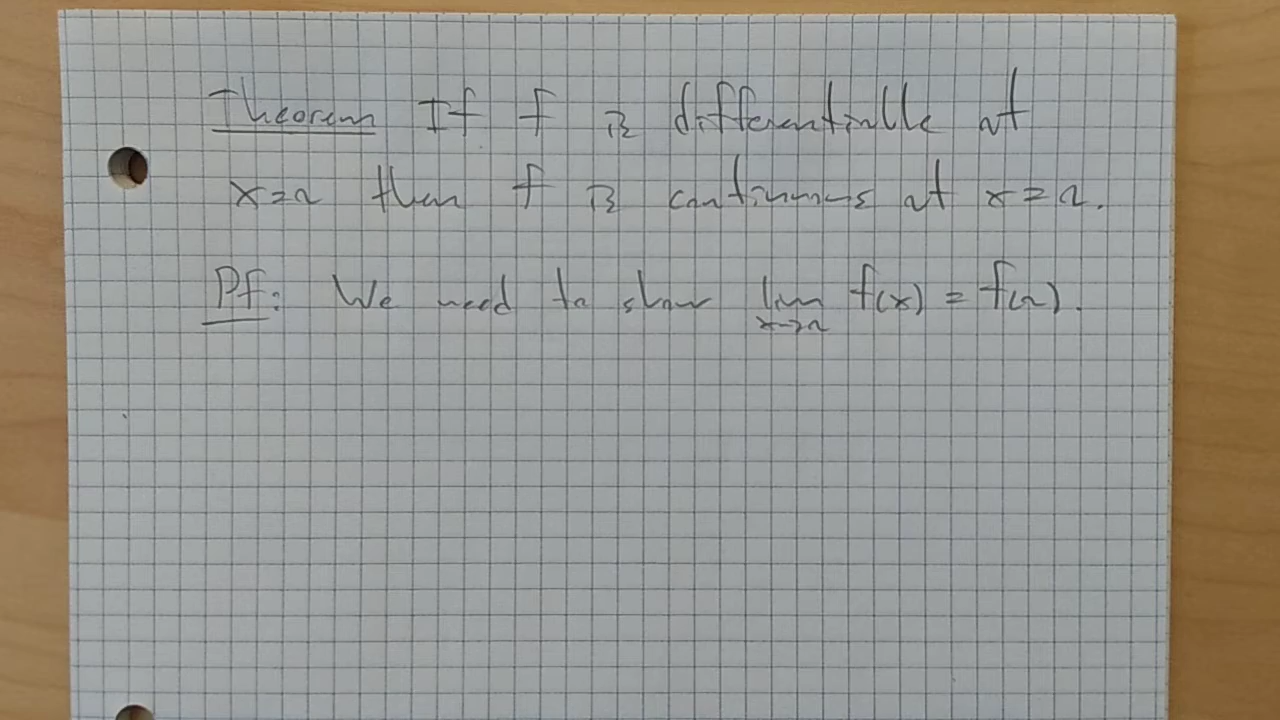 Theorem If f is differentiable at
x=a then f is continuous at x=a.
Pf: We need to show lim x→a f(x) = f(a).